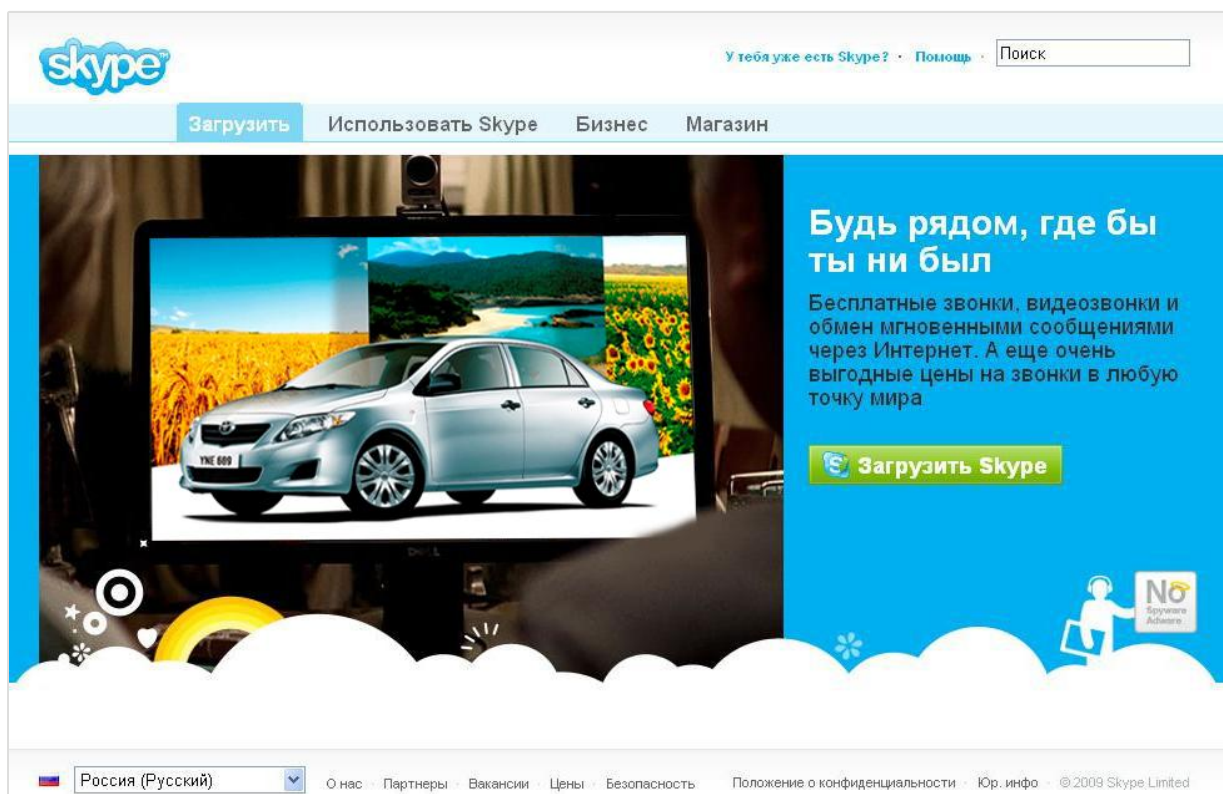 skype™
У тебя уже есть Skype? · Помощь · Поиск
Загрузить Использовать Skype Бизнес Магазин
Будь рядом, где бы
ты ни был
Бесплатные звонки, видеозвонки и
обмен мгновенными сообщениями
через Интернет. А еще очень
выгодные цены на звонки в любую
точку мира
Загрузить Skype
YNE 609
DELL
No
Spyware
Adware
Россия (Русский)
О нас · Партнеры · Вакансии · Цены · Безопасность
Положение о конфиденциальности · Юр. инфо · © 2009 Skype Limited